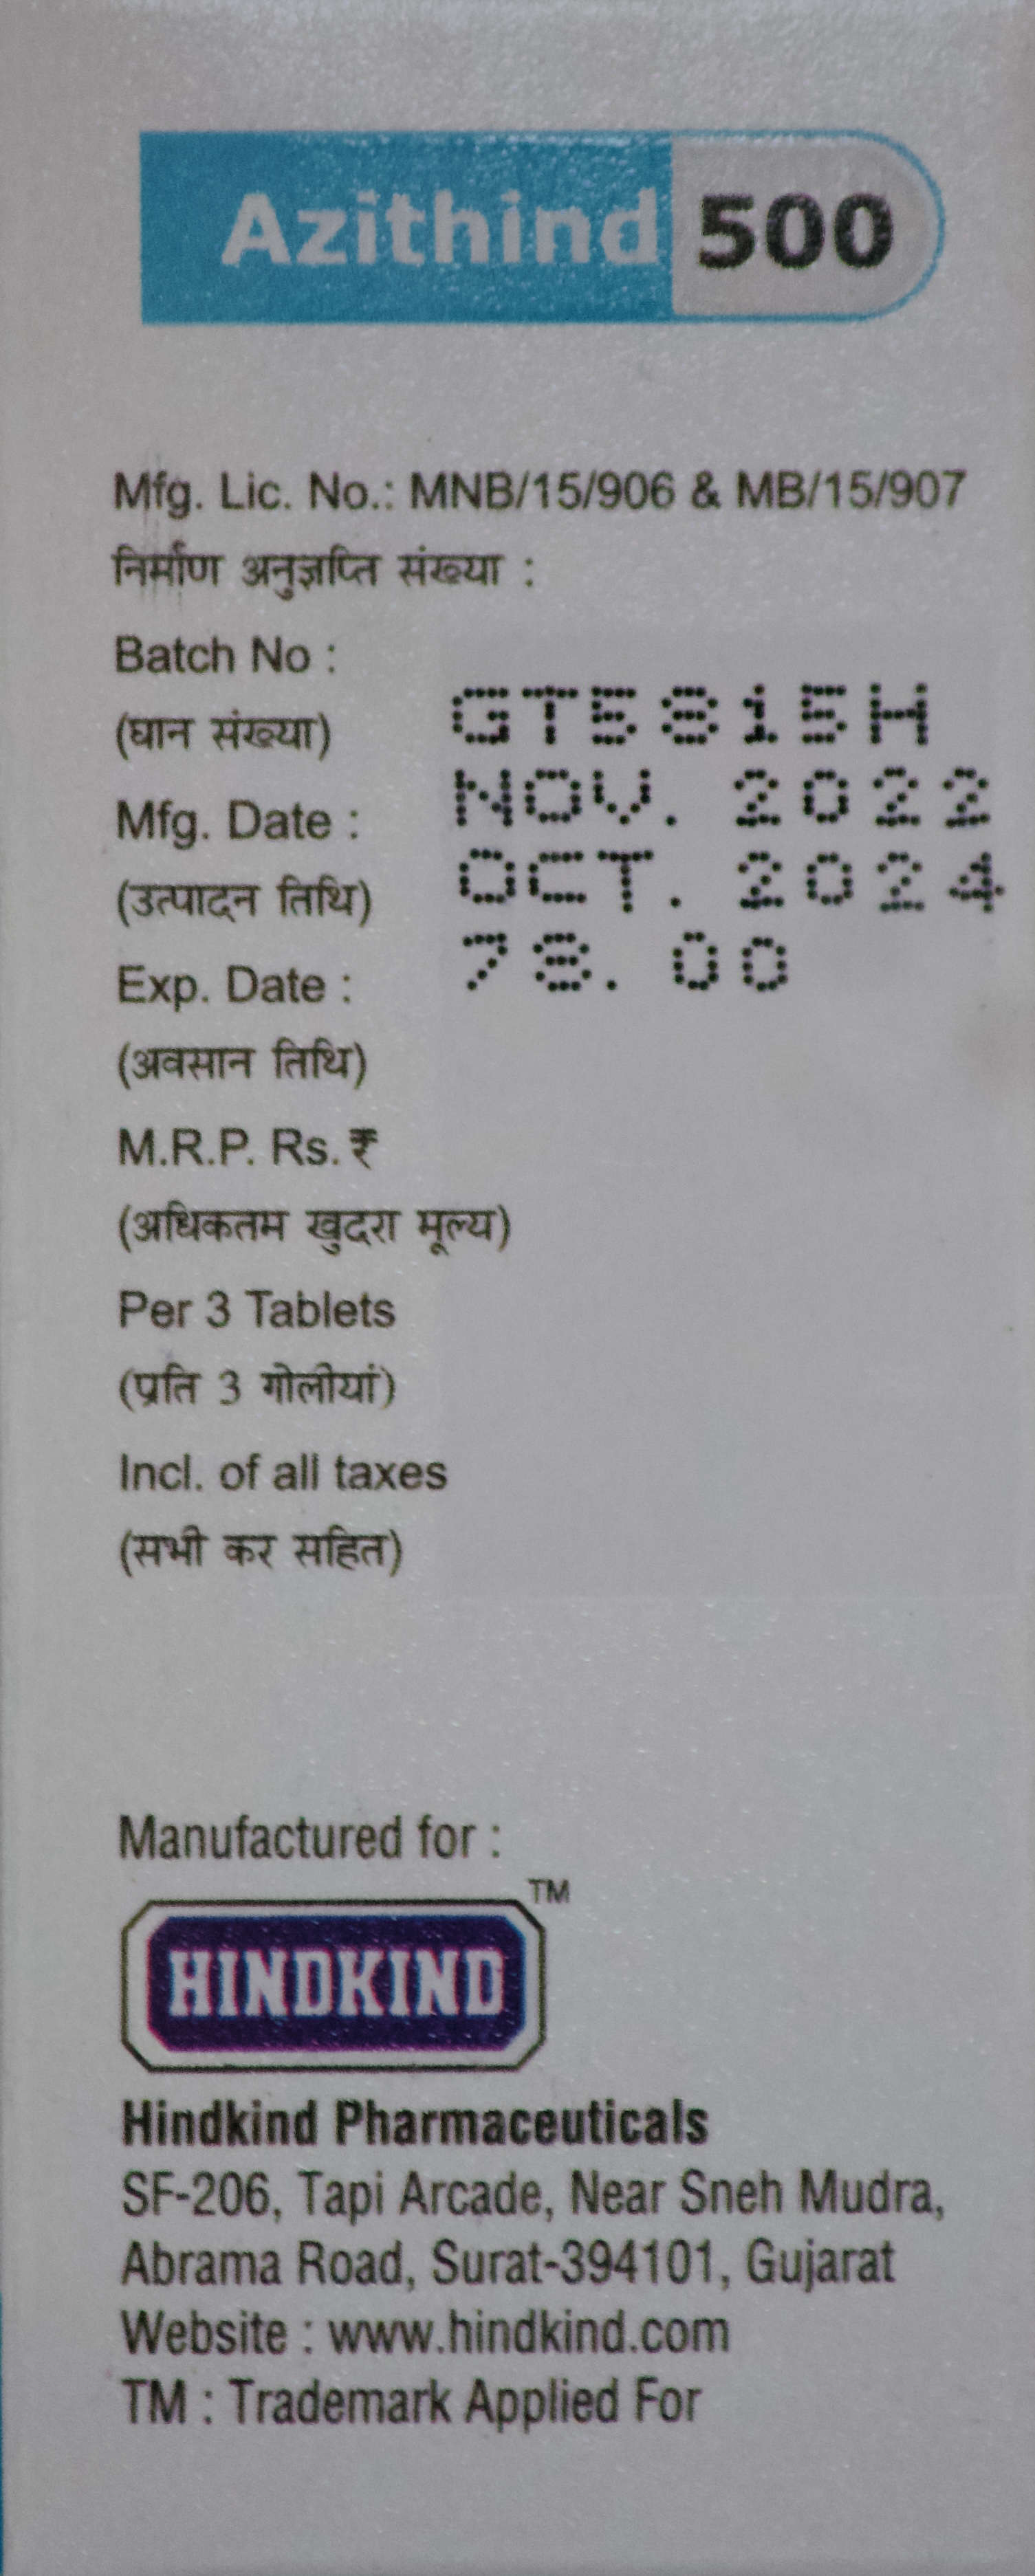 Azithind 500
Mfg. Lic. No.: MNB/15/906 & MB/15/907
निर्माण अनुज्ञप्ति संख्या :
Batch No :
GT5815H
(घान संख्या)
NOV. 2022
Mfg. Date :
OCT. 2024
(उत्पादन तिथि)
78.00
Exp. Date :
(अवसान तिथि)
M.R.P. Rs. ₹
(अधिकतम खुदरा मूल्य)
Per 3 Tablets
(प्रति 3 गोलीयां)
Incl. of all taxes
(सभी कर सहित)
Manufactured for :
TM
HINDKIND
Hindkind Pharmaceuticals
SF-206, Tapi Arcade, Near Sneh Mudra,
Abrama Road, Surat-394101, Gujarat
Website : www.hindkind.com
TM : Trademark Applied For